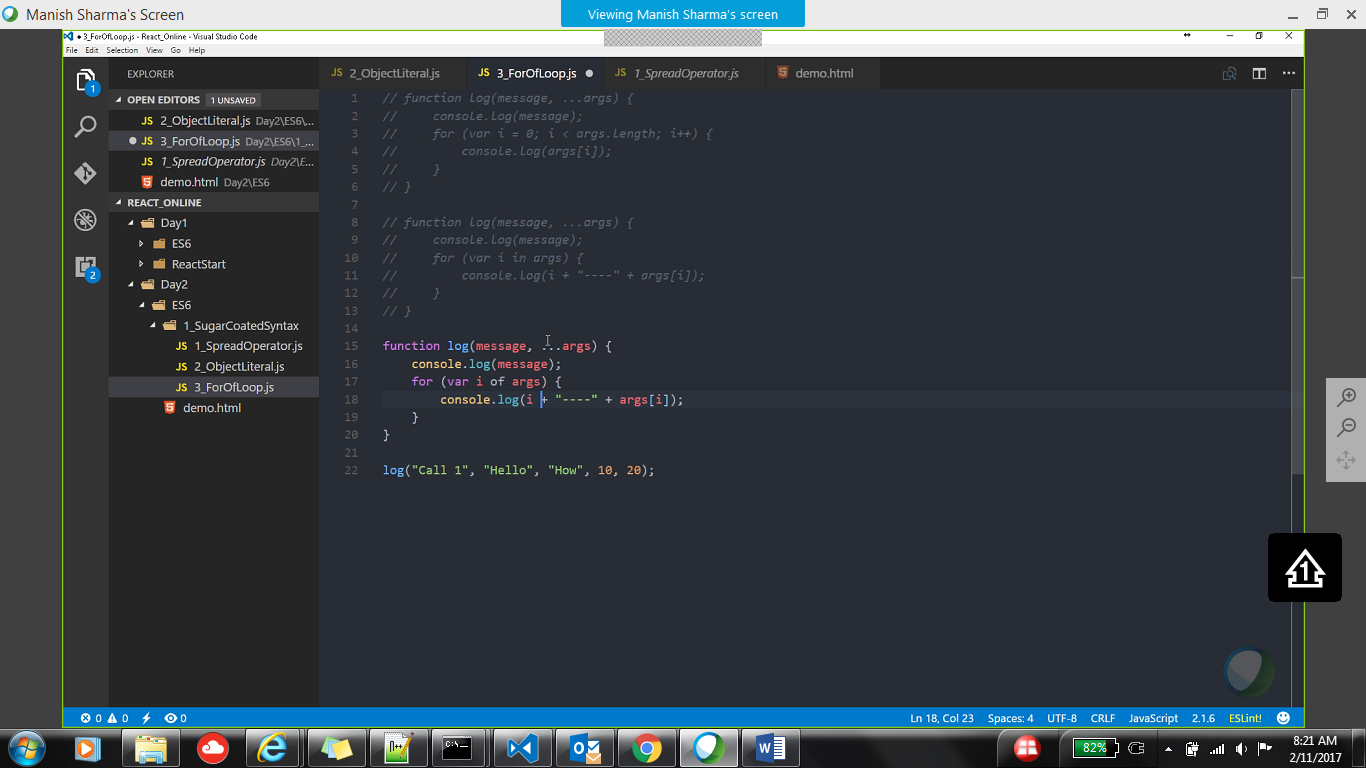 Manish Sharma's Screen
Viewing Manish Sharma's screen
● 3_ForOfLoop.js - React_Online - Visual Studio Code
File Edit Selection View Go Help
EXPLORER
JS 2_ObjectLiteral.js JS 3_ForOfLoop.js ● JS 1_SpreadOperator.js demo.html
OPEN EDITORS 1 UNSAVED
JS 2_ObjectLiteral.js Day2\ES6\...
● JS 3_ForOfLoop.js Day2\ES6\1_...
JS 1_SpreadOperator.js Day2\E...
demo.html Day2\ES6
REACT_ONLINE
Day1
ES6
ReactStart
Day2
ES6
1_SugarCoatedSyntax
JS 1_SpreadOperator.js
JS 2_ObjectLiteral.js
JS 3_ForOfLoop.js
demo.html
1
2
1 // function log(message, ...args) {
2 //     console.log(message);
3 //     for (var i = 0; i < args.length; i++) {
4 //         console.log(args[i]);
5 //     }
6 // }
7
8 // function log(message, ...args) {
9 //     console.log(message);
10 //     for (var i in args) {
11 //         console.log(i + "----" + args[i]);
12 //     }
13 // }
14
15 function log(message, ...args) {
16     console.log(message);
17     for (var i of args) {
18         console.log(i + "----" + args[i]);
19     }
20 }
21
22 log("Call 1", "Hello", "How", 10, 20);
1
0 0 0
Ln 18, Col 23 Spaces: 4 UTF-8 CRLF JavaScript 2.1.6 ESLint!
82%
8:21 AM
2/11/2017